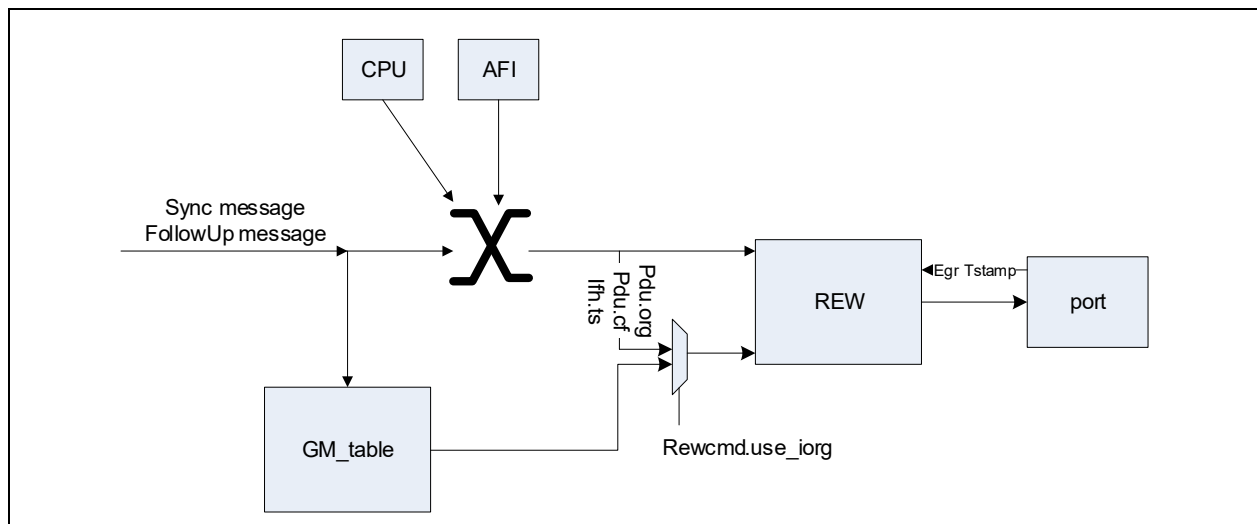 CPU
AFI
Sync message
FollowUp message
Pdu.org
Pdu.cf
Ifh.ts
REW
Egr Tstamp
port
GM_table
Rewcmd.use_iorg